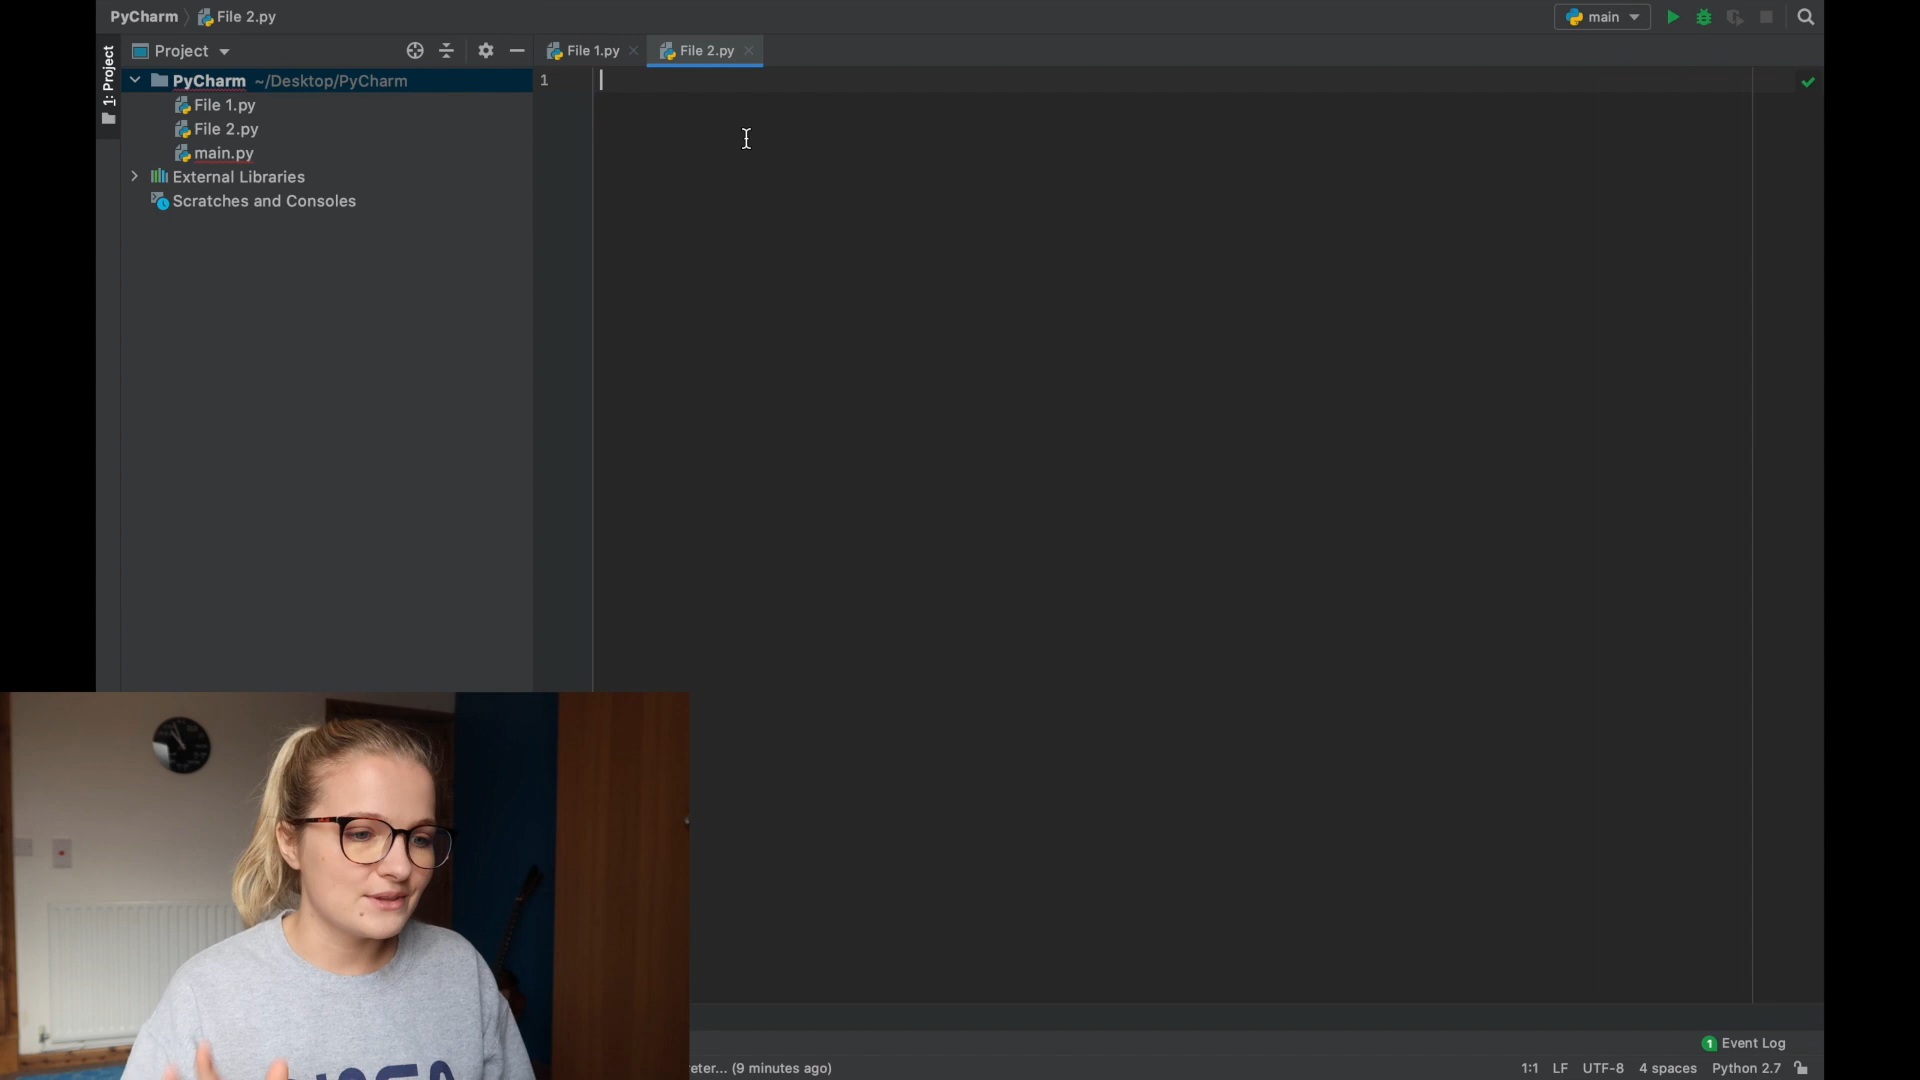 PyCharm File 2.py
main
1: Project
Project
File 1.py
File 2.py
PyCharm ~/Desktop/PyCharm
File 1.py
File 2.py
main.py
External Libraries
Scratches and Consoles
1
1 Event Log
eter... (9 minutes ago)
1:1 LF UTF-8 4 spaces Python 2.7